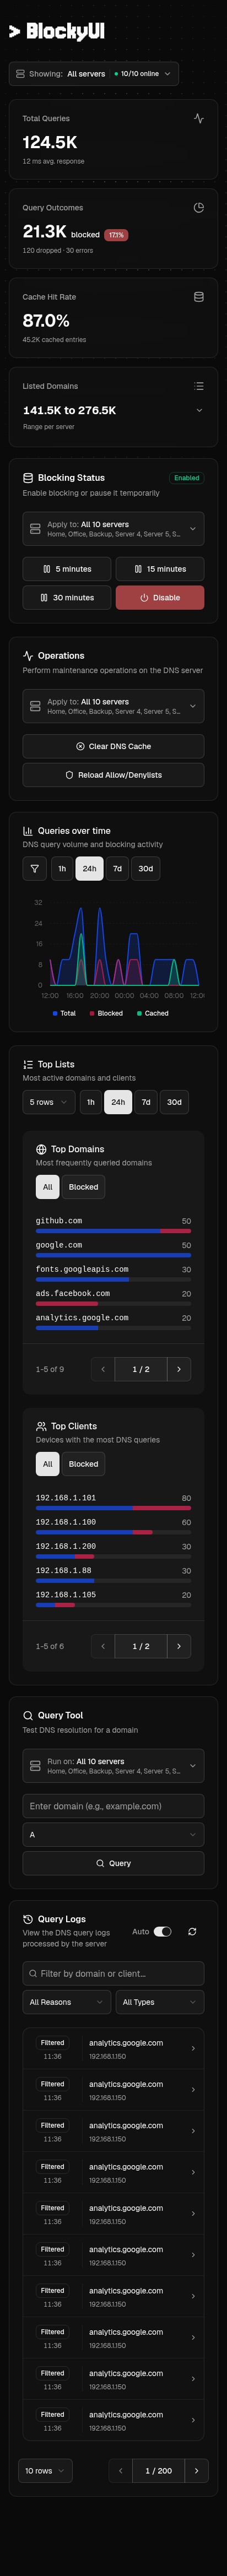 > BlockyUI
Showing: All servers 10/10 online
Total Queries
124.5K
12 ms avg. response
Query Outcomes
21.3K blocked 17.1%
120 dropped · 30 errors
Cache Hit Rate
87.0%
45.2K cached entries
Listed Domains
141.5K to 276.5K
Range per server
Blocking Status Enabled
Enable blocking or pause it temporarily
Apply to: All 10 servers
Home, Office, Backup, Server 4, Server 5, S...
5 minutes 15 minutes
30 minutes Disable
Operations
Perform maintenance operations on the DNS server
Apply to: All 10 servers
Home, Office, Backup, Server 4, Server 5, S...
Clear DNS Cache
Reload Allow/Denylists
Queries over time
DNS query volume and blocking activity
1h 24h 7d 30d
32
24
16
8
0
12:00 16:00 20:00 00:00 04:00 08:00 12:00
Total Blocked Cached
Top Lists
Most active domains and clients
5 rows 1h 24h 7d 30d
Top Domains
Most frequently queried domains
All Blocked
github.com 50
google.com 50
fonts.googleapis.com 30
ads.facebook.com 20
analytics.google.com 20
1-5 of 9 1 / 2
Top Clients
Devices with the most DNS queries
All Blocked
192.168.1.101 80
192.168.1.100 60
192.168.1.200 30
192.168.1.88 30
192.168.1.105 20
1-5 of 6 1 / 2
Query Tool
Test DNS resolution for a domain
Run on: All 10 servers
Home, Office, Backup, Server 4, Server 5, S...
Enter domain (e.g., example.com)
A
Query
Query Logs
View the DNS query logs
processed by the server
Auto
Filter by domain or client...
All Reasons All Types
Filtered analytics.google.com
11:36 192.168.1.150
Filtered analytics.google.com
11:36 192.168.1.150
Filtered analytics.google.com
11:36 192.168.1.150
Filtered analytics.google.com
11:36 192.168.1.150
Filtered analytics.google.com
11:36 192.168.1.150
Filtered analytics.google.com
11:36 192.168.1.150
Filtered analytics.google.com
11:36 192.168.1.150
Filtered analytics.google.com
11:36 192.168.1.150
Filtered analytics.google.com
11:36 192.168.1.150
Filtered analytics.google.com
11:36 192.168.1.150
10 rows 1 / 200